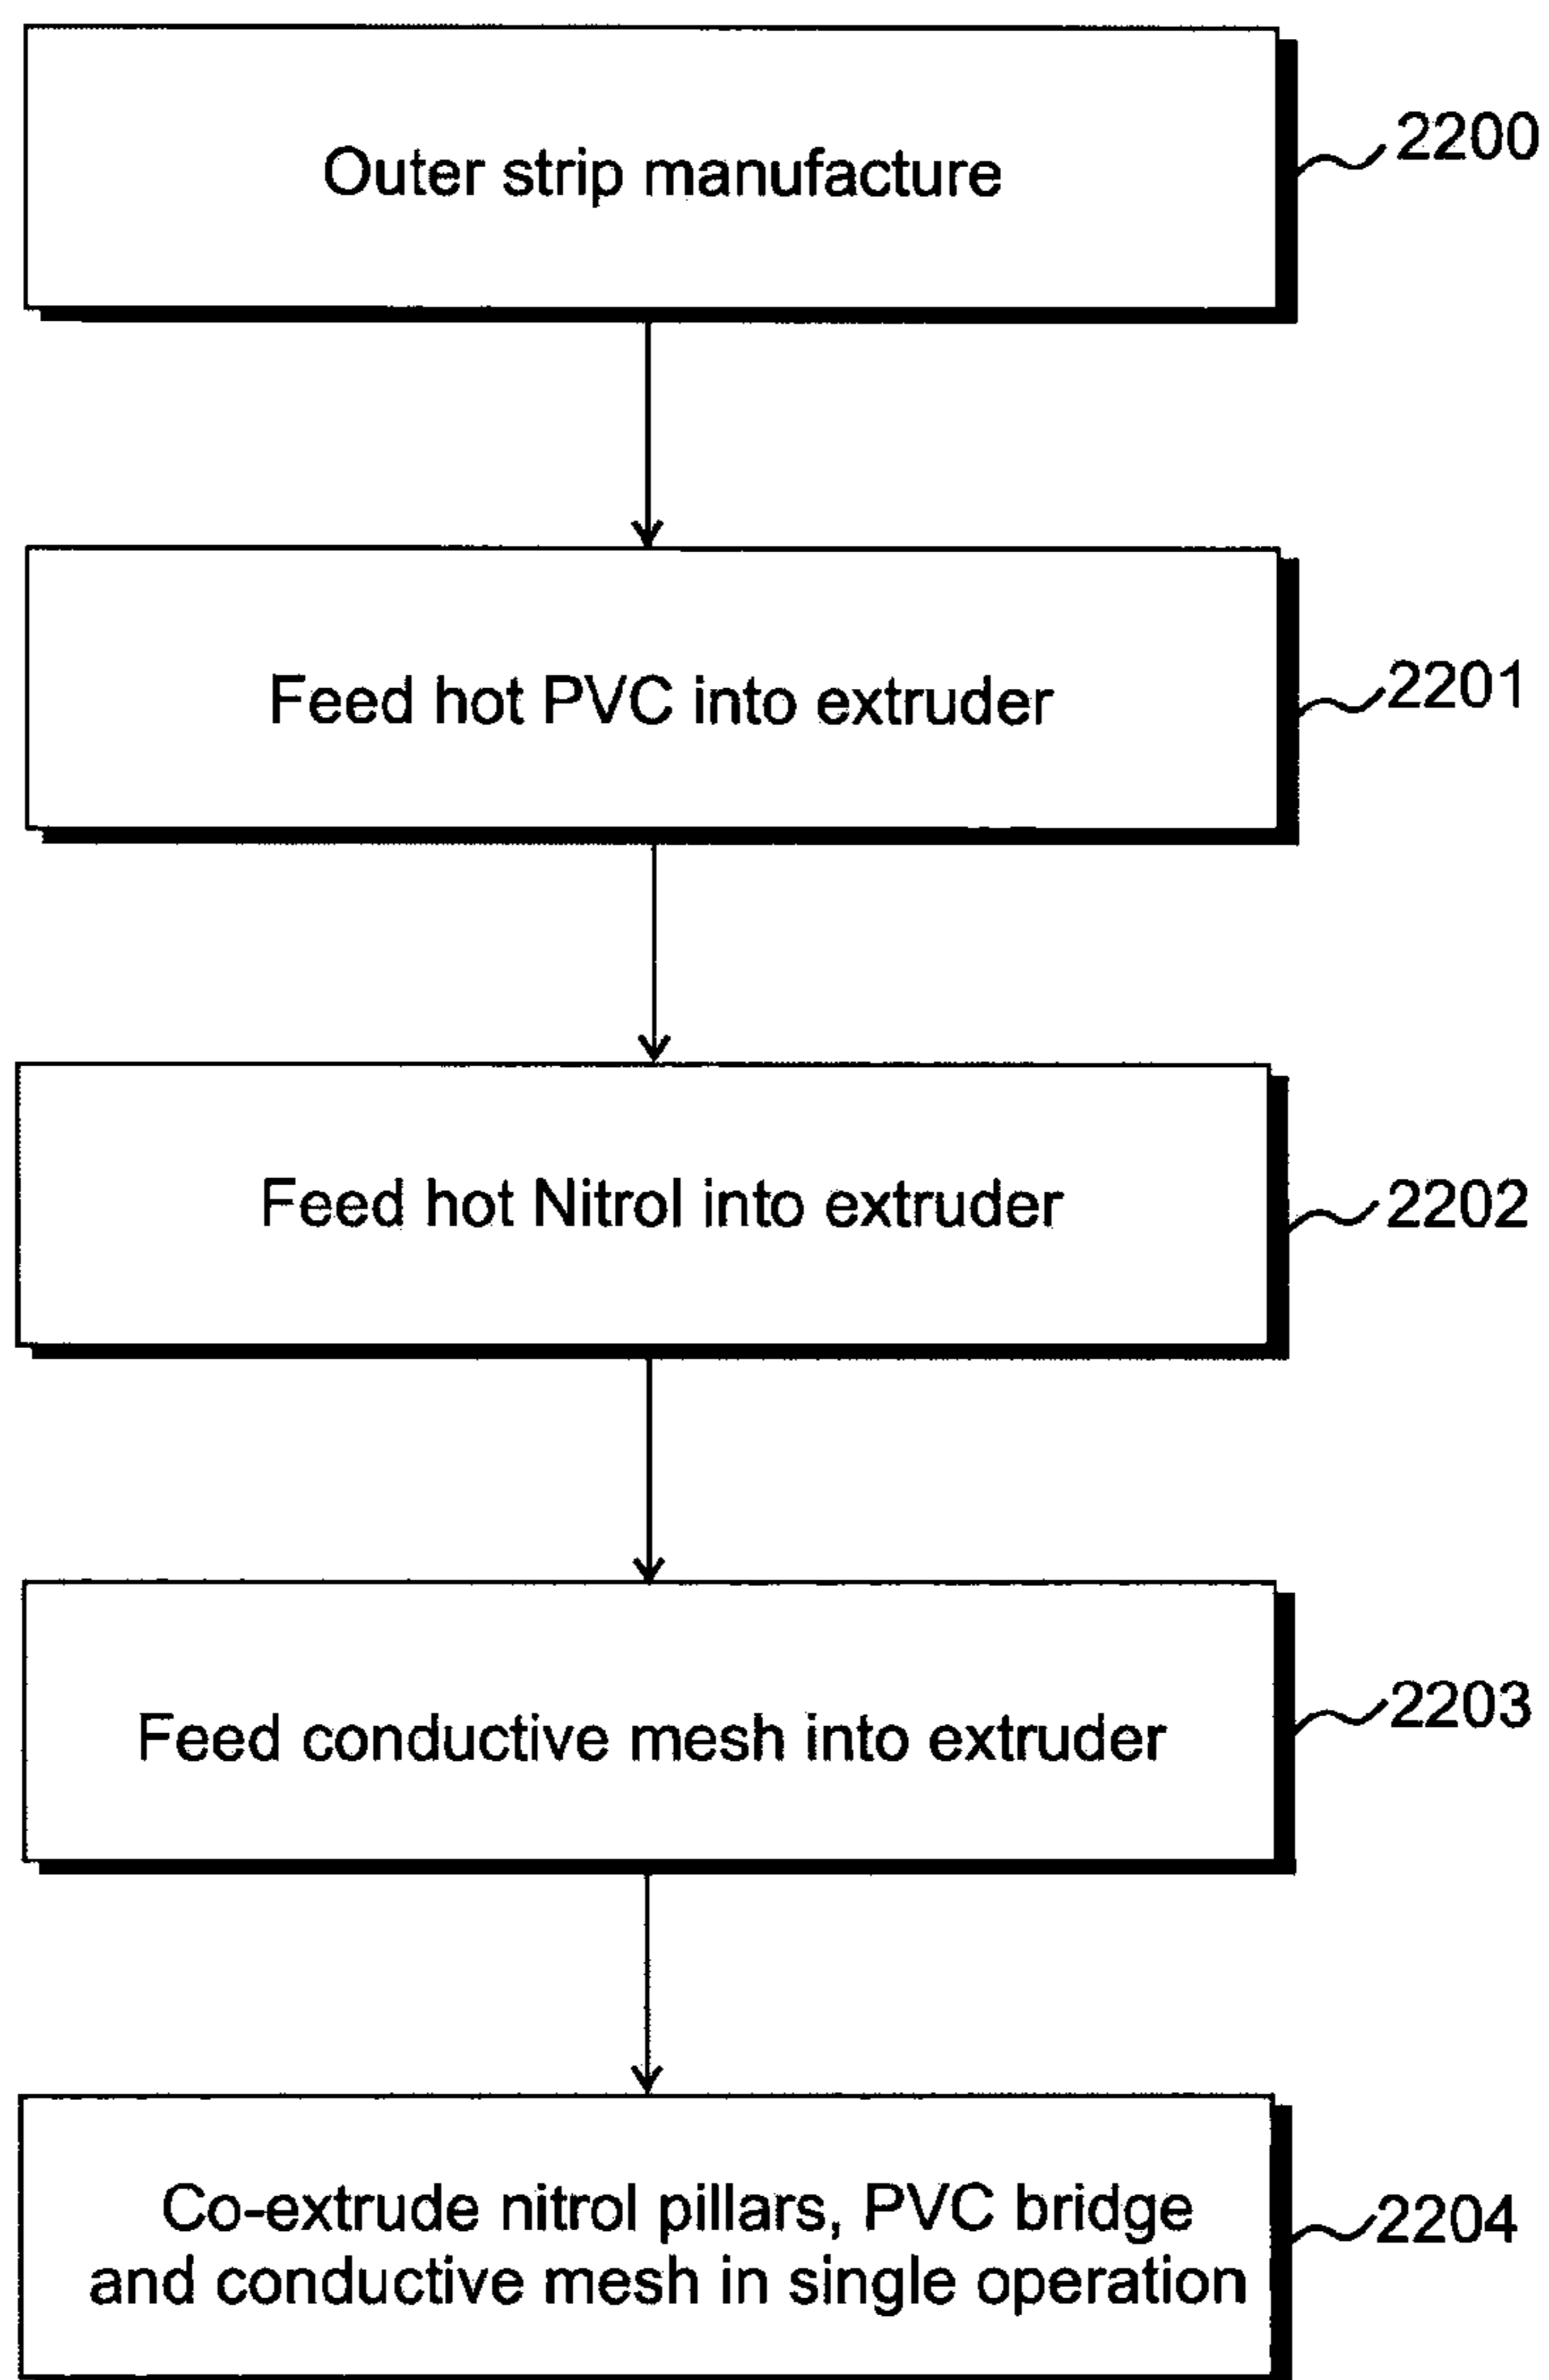 Outer strip manufacture
2200
Feed hot PVC into extruder
2201
Feed hot Nitrol into extruder
2202
Feed conductive mesh into extruder
2203
Co-extrude nitrol pillars, PVC bridge
and conductive mesh in single operation
2204